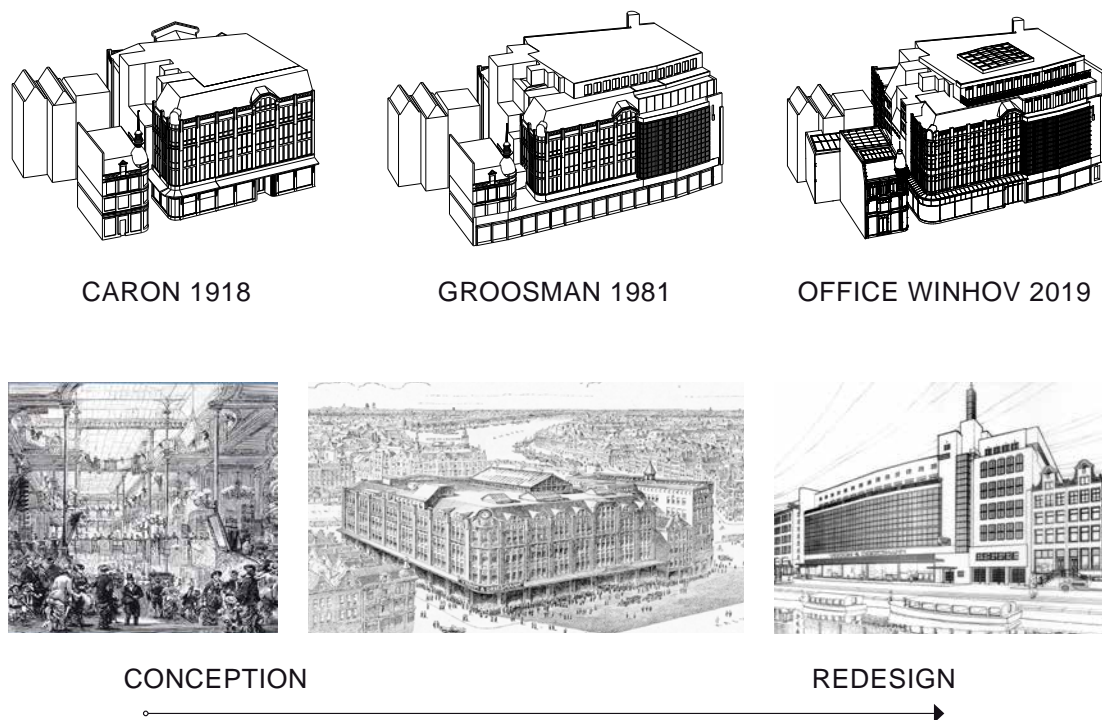 CARON 1918
GROOSMAN 1981
OFFICE WINHOV 2019
CONCEPTION
REDESIGN